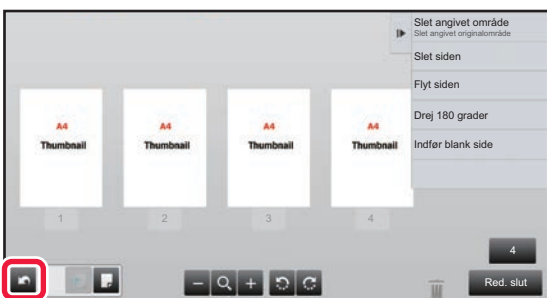 Slet angivet område
Slet angivet originalområde
Slet siden
Flyt siden
Drej 180 grader
Indfør blank side
A4
Thumbnail
A4
Thumbnail
A4
Thumbnail
A4
Thumbnail
1
2
3
4
4
Red. slut